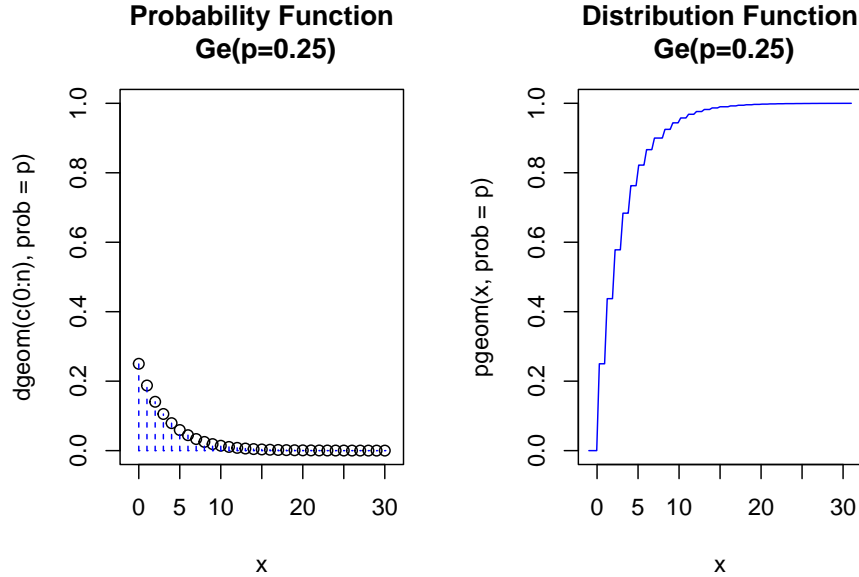 Probability Function
Ge(p=0.25)
dgeom(c(0:n), prob = p)
1.0
0.8
0.6
0.4
0.2
0.0
0 5 10 20 30
x
Distribution Function
Ge(p=0.25)
pgeom(x, prob = p)
1.0
0.8
0.6
0.4
0.2
0.0
0 5 10 20 30
x